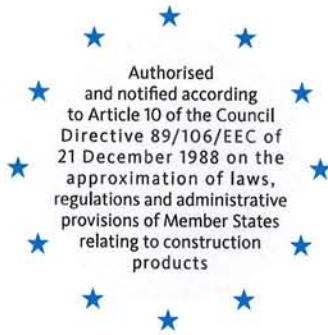 Authorised
and notified according
to Article 10 of the Council
Directive 89/106/EEC of
21 December 1988 on the
approximation of laws,
regulations and administrative
provisions of Member States
relating to construction
products